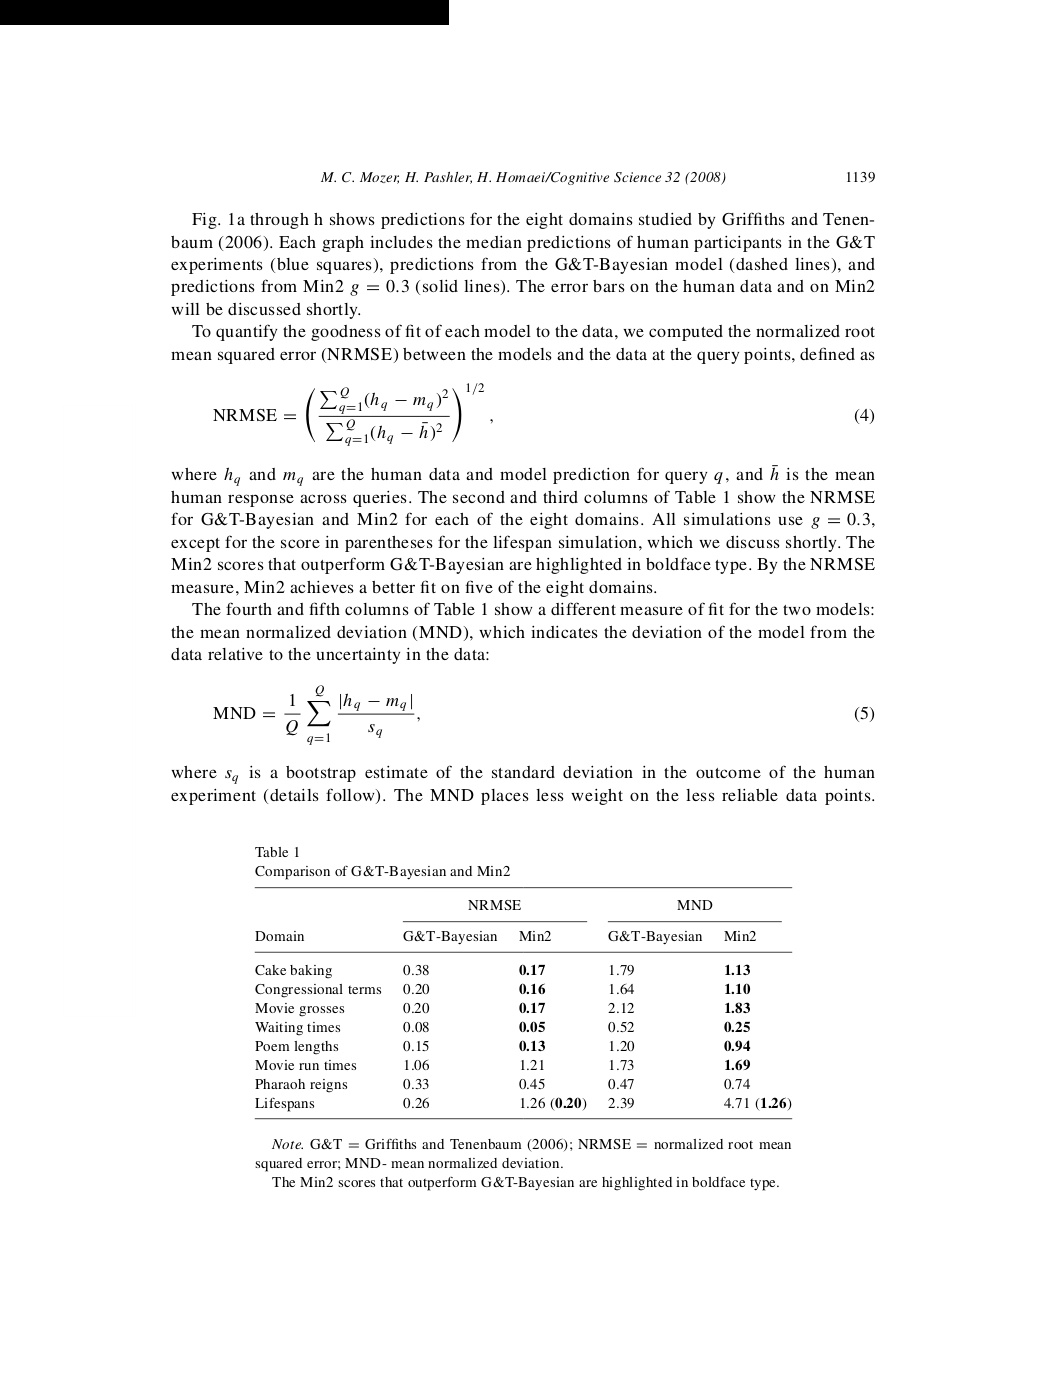 M. C. Mozer, H. Pashler, H. Homaei/Cognitive Science 32 (2008) 1139
Fig. 1a through h shows predictions for the eight domains studied by Griffiths and Tenen-
baum (2006). Each graph includes the median predictions of human participants in the G&T
experiments (blue squares), predictions from the G&T-Bayesian model (dashed lines), and
predictions from Min2 g = 0.3 (solid lines). The error bars on the human data and on Min2
will be discussed shortly.
To quantify the goodness of fit of each model to the data, we computed the normalized root
mean squared error (NRMSE) between the models and the data at the query points, defined as
NRMSE = ( ∑_{q=1}^{Q} (h_q − m_q)² / ∑_{q=1}^{Q} (h_q − h̄)² )^{1/2} , (4)
where h_q and m_q are the human data and model prediction for query q, and h̄ is the mean
human response across queries. The second and third columns of Table 1 show the NRMSE
for G&T-Bayesian and Min2 for each of the eight domains. All simulations use g = 0.3,
except for the score in parentheses for the lifespan simulation, which we discuss shortly. The
Min2 scores that outperform G&T-Bayesian are highlighted in boldface type. By the NRMSE
measure, Min2 achieves a better fit on five of the eight domains.
The fourth and fifth columns of Table 1 show a different measure of fit for the two models:
the mean normalized deviation (MND), which indicates the deviation of the model from the
data relative to the uncertainty in the data:
MND = 1/Q ∑_{q=1}^{Q} |h_q − m_q| / s_q , (5)
where s_q is a bootstrap estimate of the standard deviation in the outcome of the human
experiment (details follow). The MND places less weight on the less reliable data points.
Table 1
Comparison of G&T-Bayesian and Min2
NRMSE MND
Domain G&T-Bayesian Min2 G&T-Bayesian Min2
Cake baking 0.38 0.17 1.79 1.13
Congressional terms 0.20 0.16 1.64 1.10
Movie grosses 0.20 0.17 2.12 1.83
Waiting times 0.08 0.05 0.52 0.25
Poem lengths 0.15 0.13 1.20 0.94
Movie run times 1.06 1.21 1.73 1.69
Pharaoh reigns 0.33 0.45 0.47 0.74
Lifespans 0.26 1.26 (0.20) 2.39 4.71 (1.26)
Note. G&T = Griffiths and Tenenbaum (2006); NRMSE = normalized root mean
squared error; MND- mean normalized deviation.
The Min2 scores that outperform G&T-Bayesian are highlighted in boldface type.